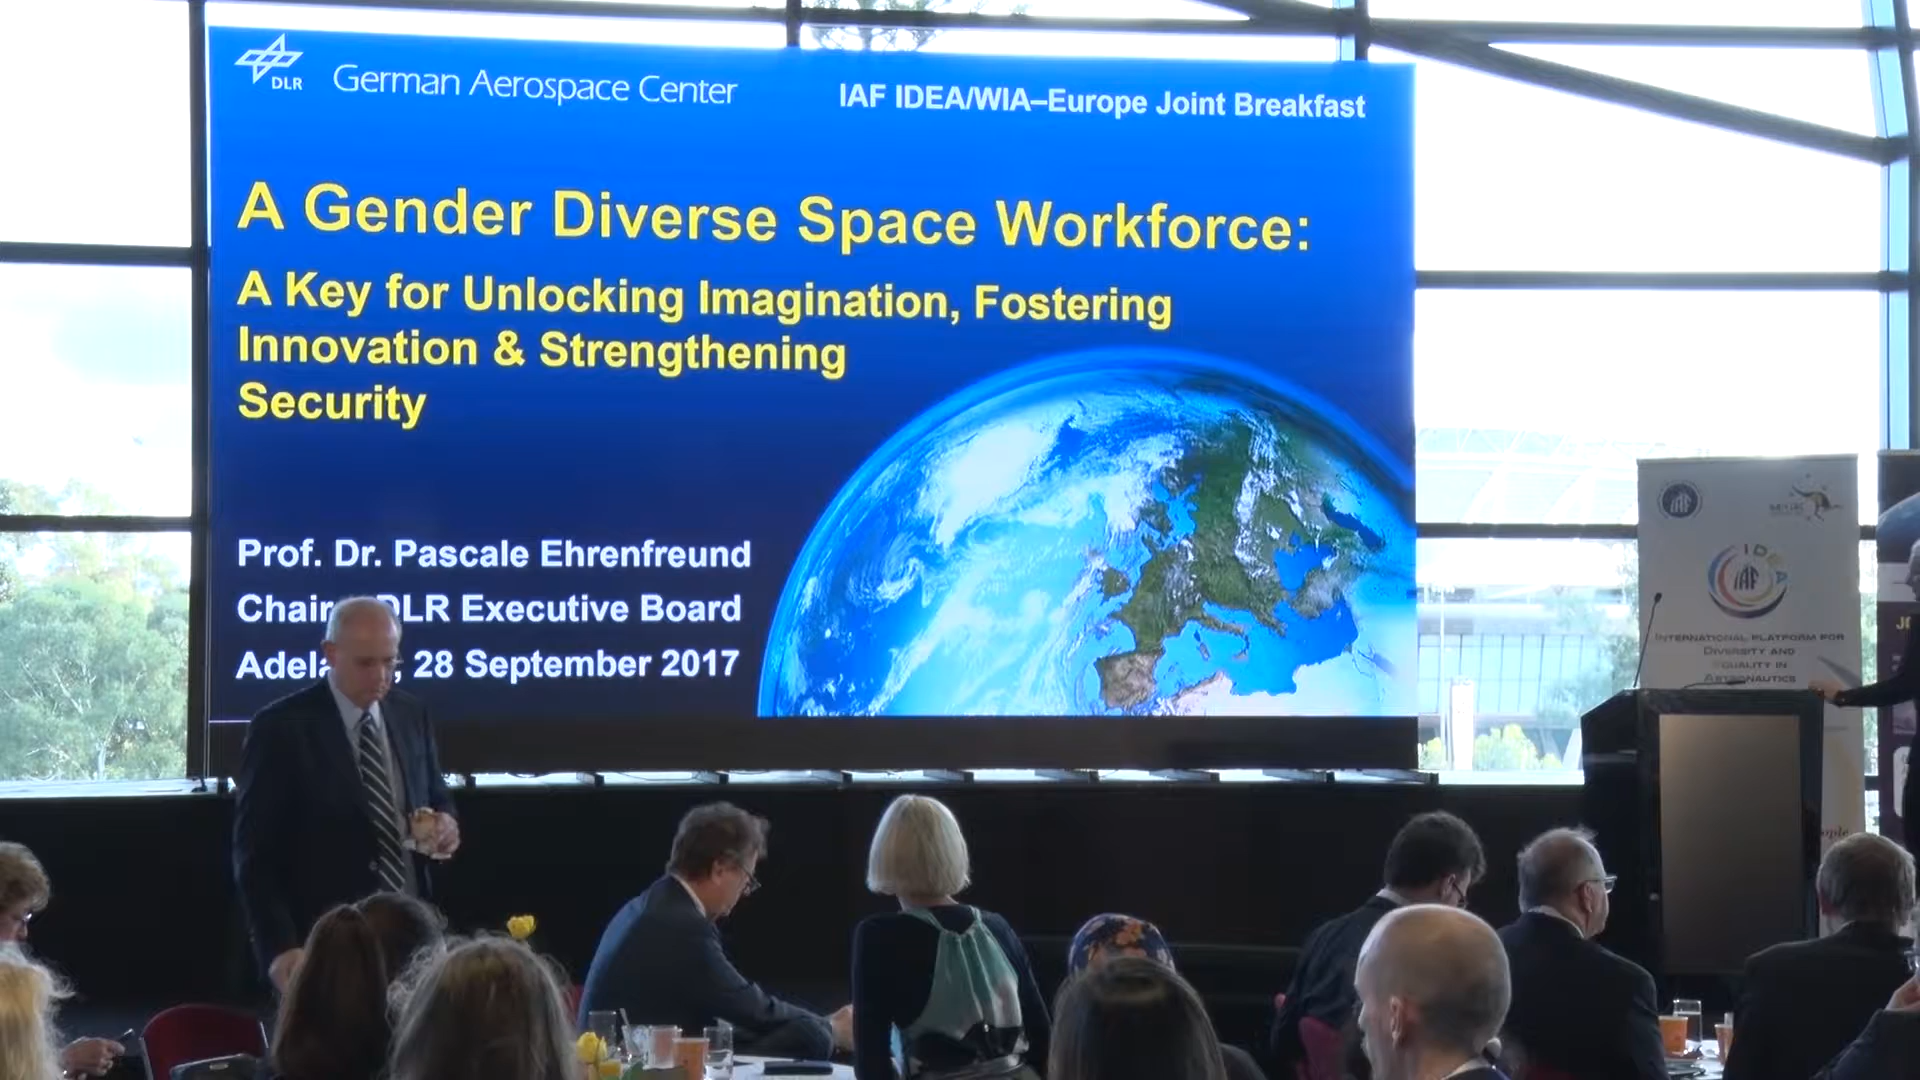 DLR
German Aerospace Center
IAF IDEA/WIA–Europe Joint Breakfast
A Gender Diverse Space Workforce:
A Key for Unlocking Imagination, Fostering
Innovation & Strengthening
Security
Prof. Dr. Pascale Ehrenfreund
Chair DLR Executive Board
28 September 2017
IAF
IDEA
IAF
INTERNATIONAL PLATFORM FOR
DIVERSITY AND
EQUALITY IN
ASTRONAUTICS